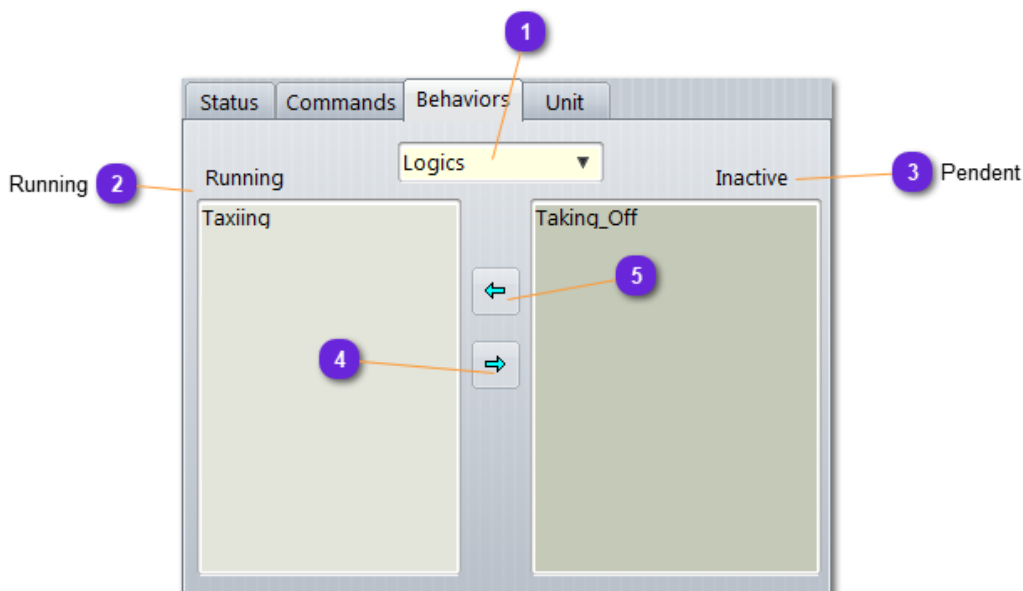 1
Status Commands Behaviors Unit
Logics
Running 2 Running Inactive 3 Pendent
Taxiing Taking_Off
5
4